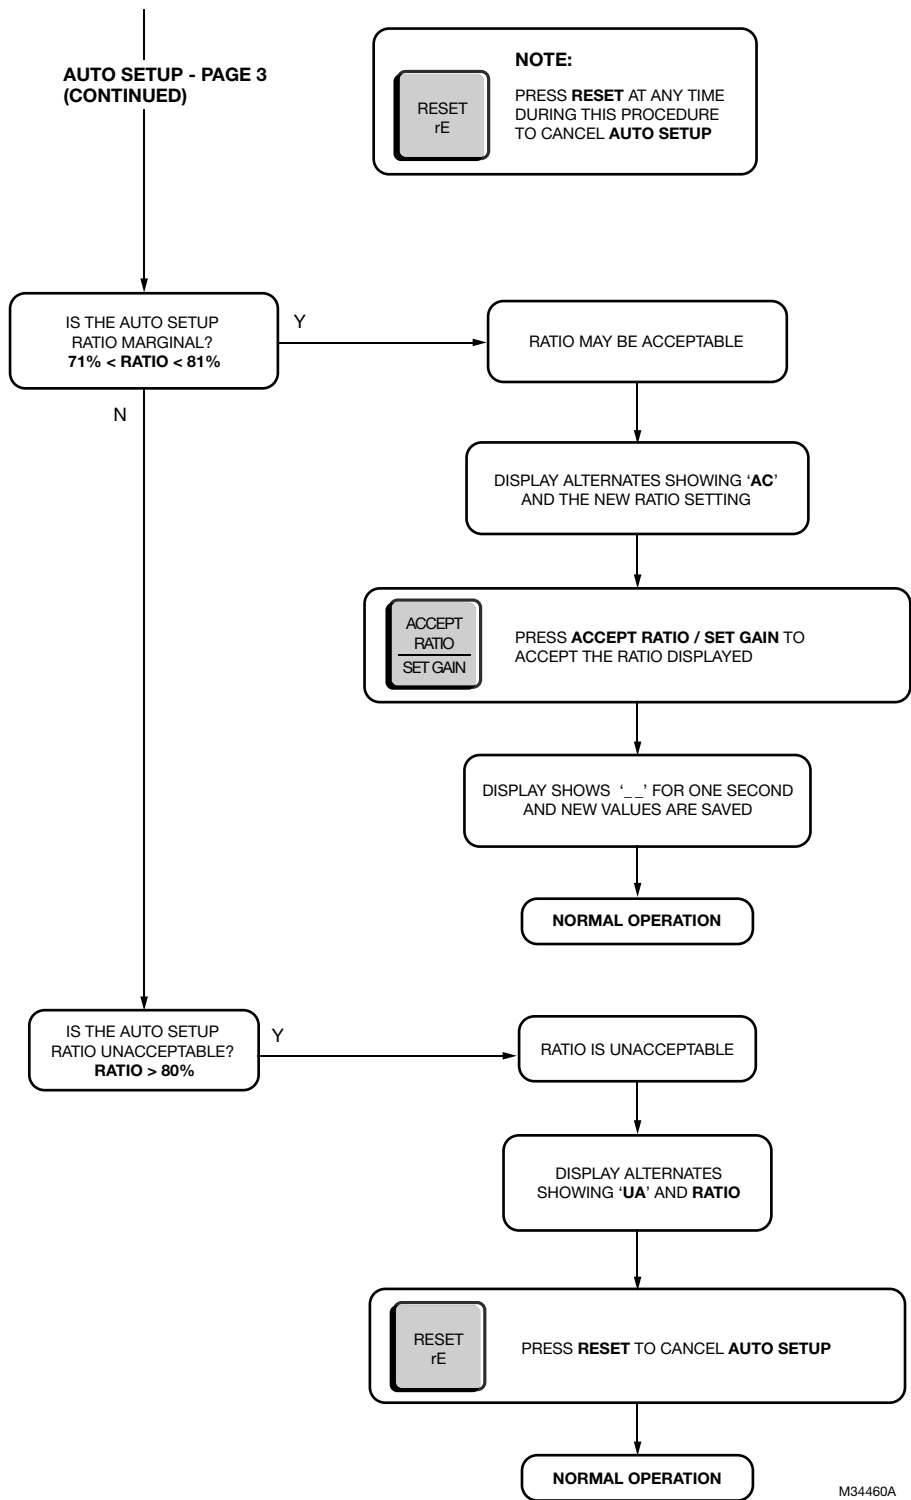 AUTO SETUP - PAGE 3
(CONTINUED)
RESET
rE
NOTE:
PRESS RESET AT ANY TIME
DURING THIS PROCEDURE
TO CANCEL AUTO SETUP
IS THE AUTO SETUP
RATIO MARGINAL?
71% < RATIO < 81%
Y
N
RATIO MAY BE ACCEPTABLE
DISPLAY ALTERNATES SHOWING ‘AC’
AND THE NEW RATIO SETTING
ACCEPT
RATIO
SET GAIN
PRESS ACCEPT RATIO / SET GAIN TO
ACCEPT THE RATIO DISPLAYED
DISPLAY SHOWS ‘_ _’ FOR ONE SECOND
AND NEW VALUES ARE SAVED
NORMAL OPERATION
IS THE AUTO SETUP
RATIO UNACCEPTABLE?
RATIO > 80%
Y
RATIO IS UNACCEPTABLE
DISPLAY ALTERNATES
SHOWING ‘UA’ AND RATIO
RESET
rE
PRESS RESET TO CANCEL AUTO SETUP
NORMAL OPERATION
M34460A